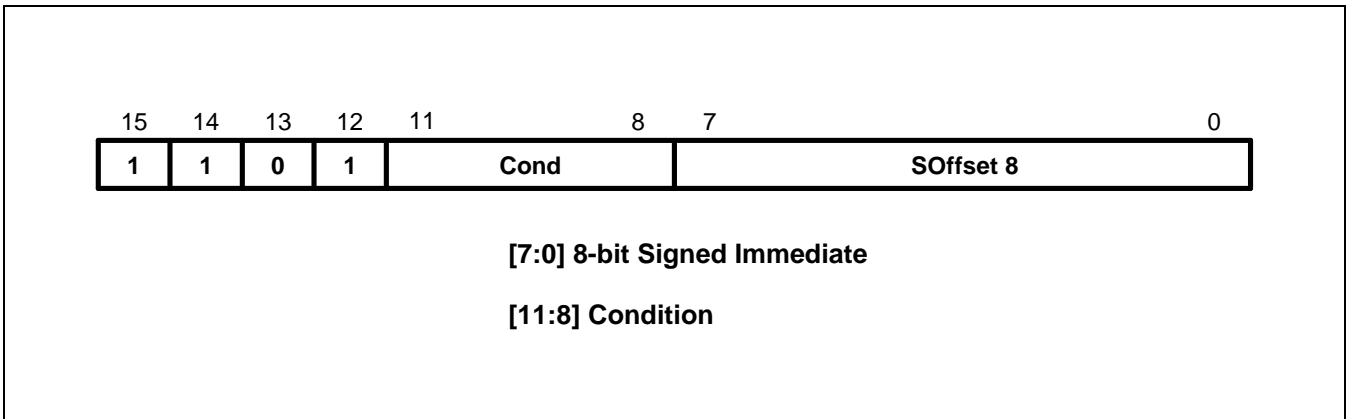 15 14 13 12 11 8 7 0
1 1 0 1 Cond SOffset 8
[7:0] 8-bit Signed Immediate
[11:8] Condition